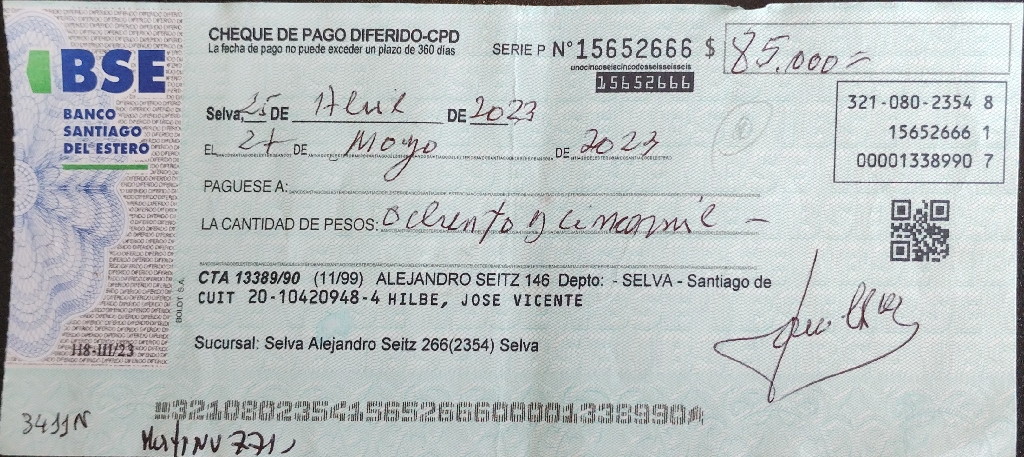 CHEQUE DE PAGO DIFERIDO-CPD
La fecha de pago no puede exceder un plazo de 360 días
SERIE P N°15652666 $ 85.000=
unocincoseiscincodosseisseisseis
15652666
BSE
BANCO
SANTIAGO
DEL ESTERO
321-080-2354 8
15652666 1
00001338990 7
Selva, 25 DE Abril DE 2023
EL 27 DE Mayo DE 2023
PAGUESE A:
LA CANTIDAD DE PESOS: Ochenta y cinco mil —
CTA 13389/90 (11/99) ALEJANDRO SEITZ 146 Depto: - SELVA - Santiago de
CUIT 20-10420948-4 HILBE, JOSE VICENTE
BOLDT S.A.
Sucursal: Selva Alejandro Seitz 266(2354) Selva
118-III/23
32108023541565266600001338990
3411N